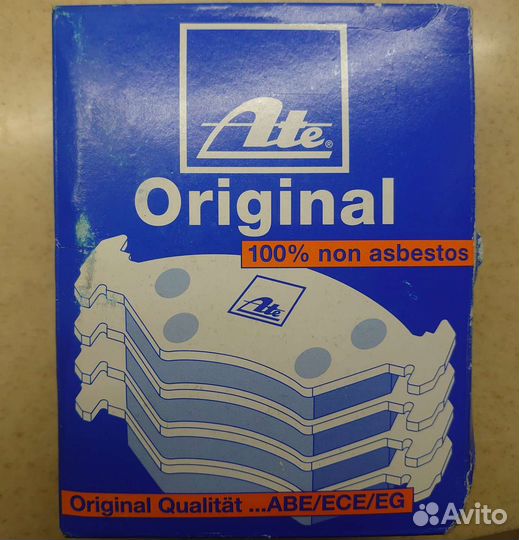 Ate®
Original
100% non asbestos
Ate
Original Qualität ...ABE/ECE/EG
Avito